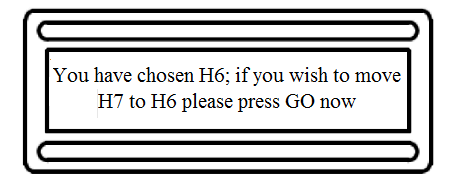 You have chosen H6; if you wish to move
H7 to H6 please press GO now